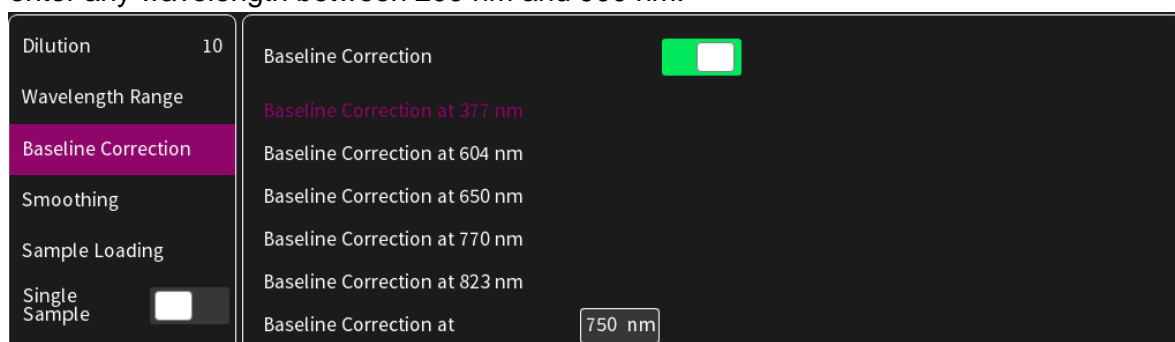 Dilution 10
Wavelength Range
Baseline Correction
Smoothing
Sample Loading
Single
Sample
Baseline Correction
Baseline Correction at 377 nm
Baseline Correction at 604 nm
Baseline Correction at 650 nm
Baseline Correction at 770 nm
Baseline Correction at 823 nm
Baseline Correction at 750 nm